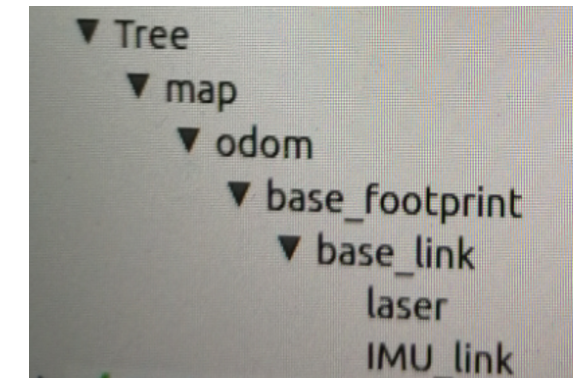 Tree
map
odom
base_footprint
base_link
laser
IMU_link